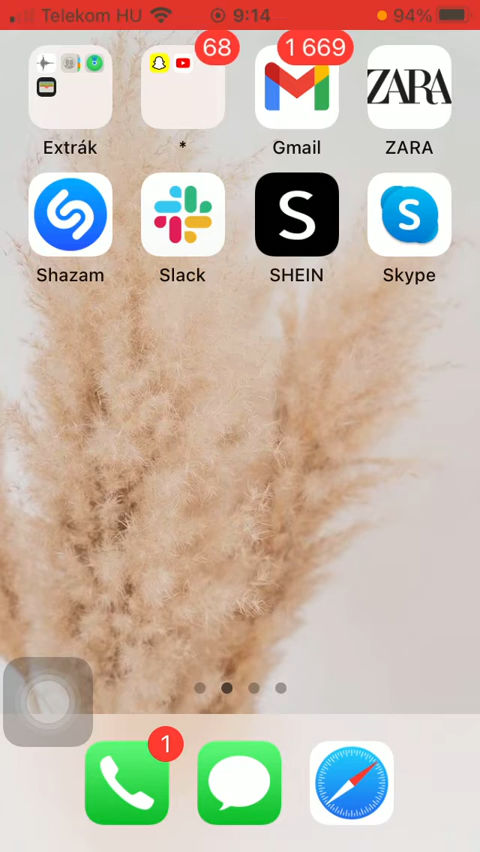 Telekom HU 9:14 94%
68 1 669
ZARA
Extrák * Gmail ZARA
S S
Shazam Slack SHEIN Skype
1